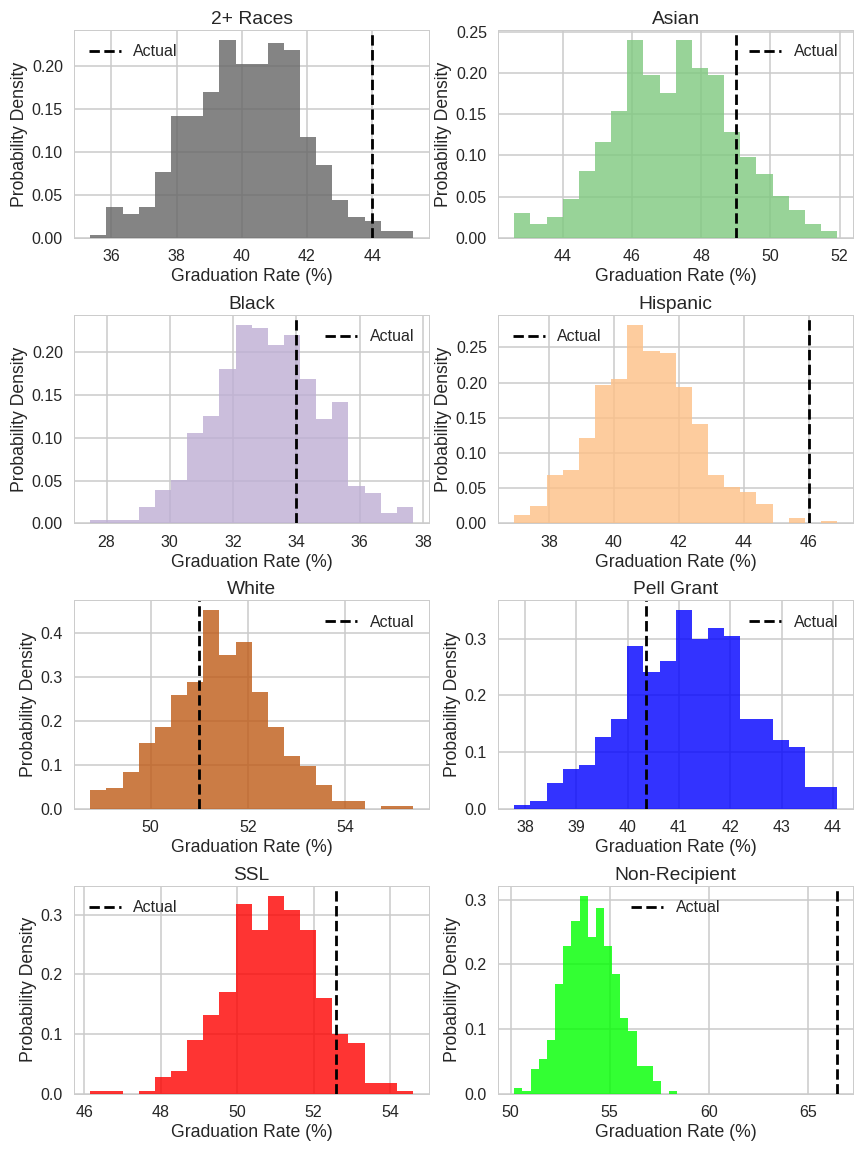 2+ Races
Asian
Actual
Actual
Probability Density
0.20
0.15
0.10
0.05
0.00
36 38 40 42 44
Graduation Rate (%)
Probability Density
0.25
0.20
0.15
0.10
0.05
0.00
44 46 48 50 52
Graduation Rate (%)
Black
Hispanic
Actual
Actual
Probability Density
0.20
0.15
0.10
0.05
0.00
28 30 32 34 36 38
Graduation Rate (%)
Probability Density
0.25
0.20
0.15
0.10
0.05
0.00
38 40 42 44 46
Graduation Rate (%)
White
Pell Grant
Actual
Actual
Probability Density
0.4
0.3
0.2
0.1
0.0
50 52 54
Graduation Rate (%)
Probability Density
0.3
0.2
0.1
0.0
38 39 40 41 42 43 44
Graduation Rate (%)
SSL
Non-Recipient
Actual
Actual
Probability Density
0.3
0.2
0.1
0.0
46 48 50 52 54
Graduation Rate (%)
Probability Density
0.3
0.2
0.1
0.0
50 55 60 65
Graduation Rate (%)